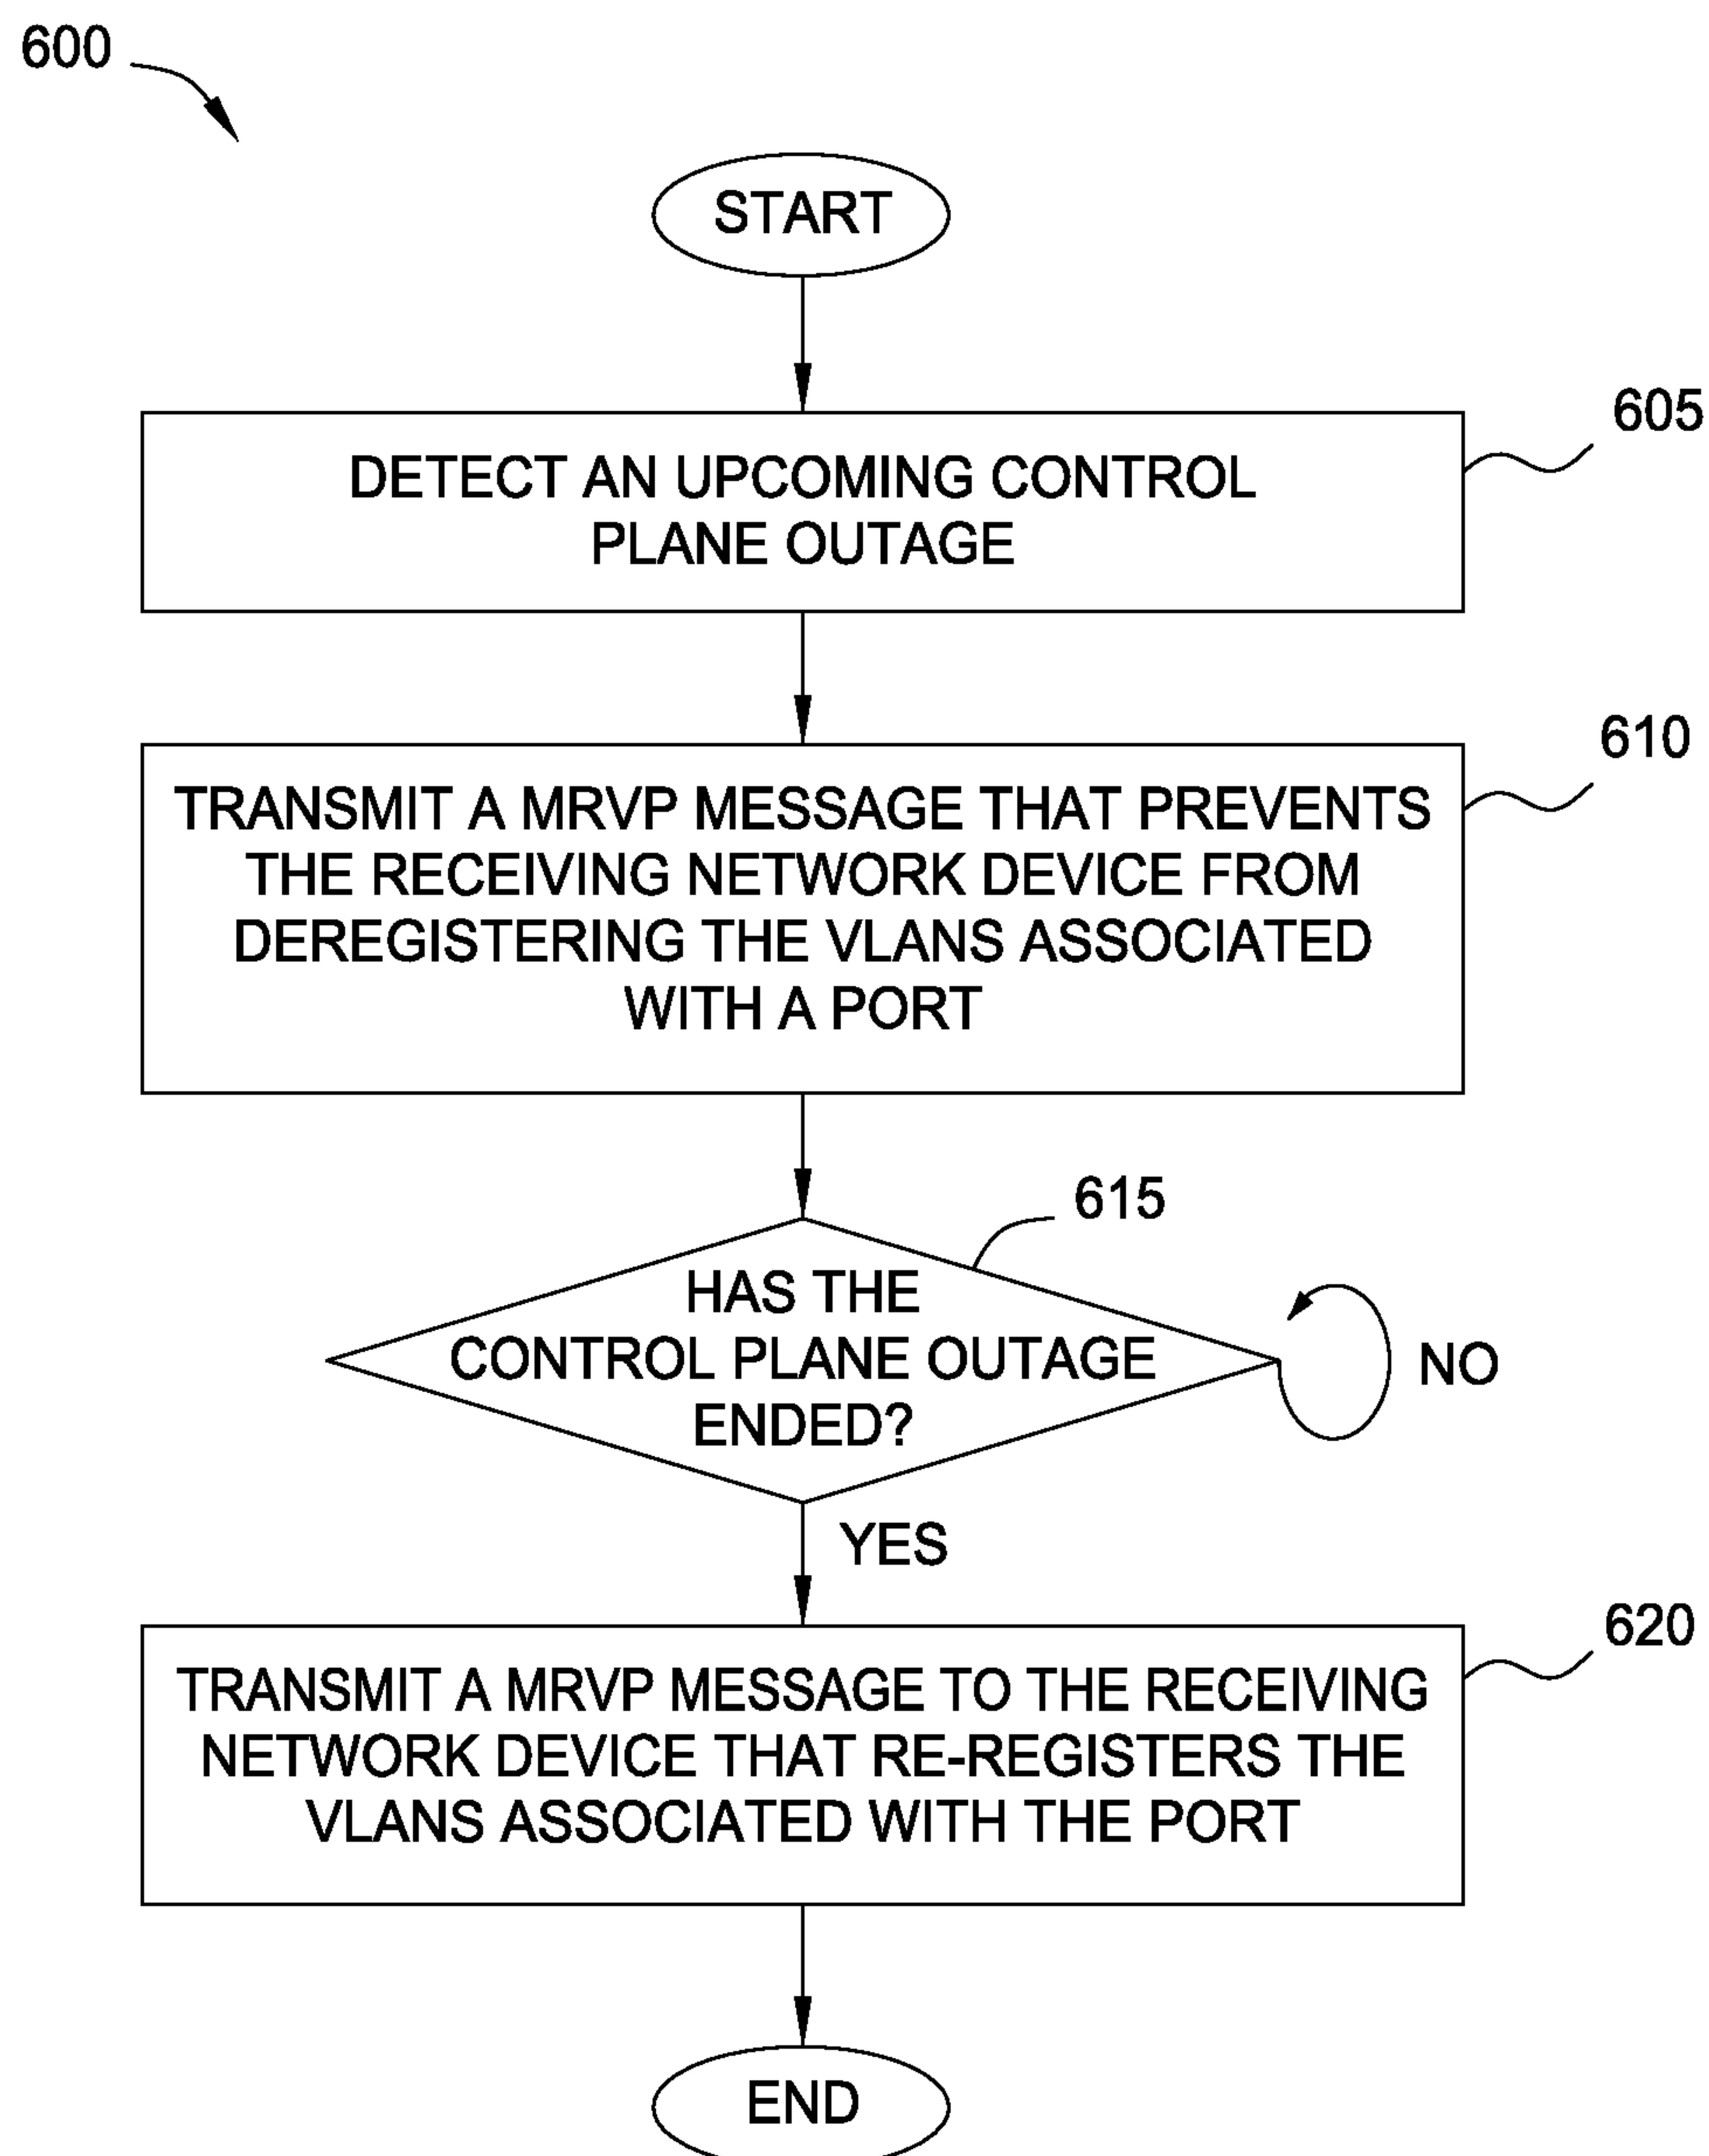 600
START
605
DETECT AN UPCOMING CONTROL
PLANE OUTAGE
610
TRANSMIT A MRVP MESSAGE THAT PREVENTS
THE RECEIVING NETWORK DEVICE FROM
DEREGISTERING THE VLANS ASSOCIATED
WITH A PORT
615
HAS THE
CONTROL PLANE OUTAGE
ENDED?
NO
YES
620
TRANSMIT A MRVP MESSAGE TO THE RECEIVING
NETWORK DEVICE THAT RE-REGISTERS THE
VLANS ASSOCIATED WITH THE PORT
END